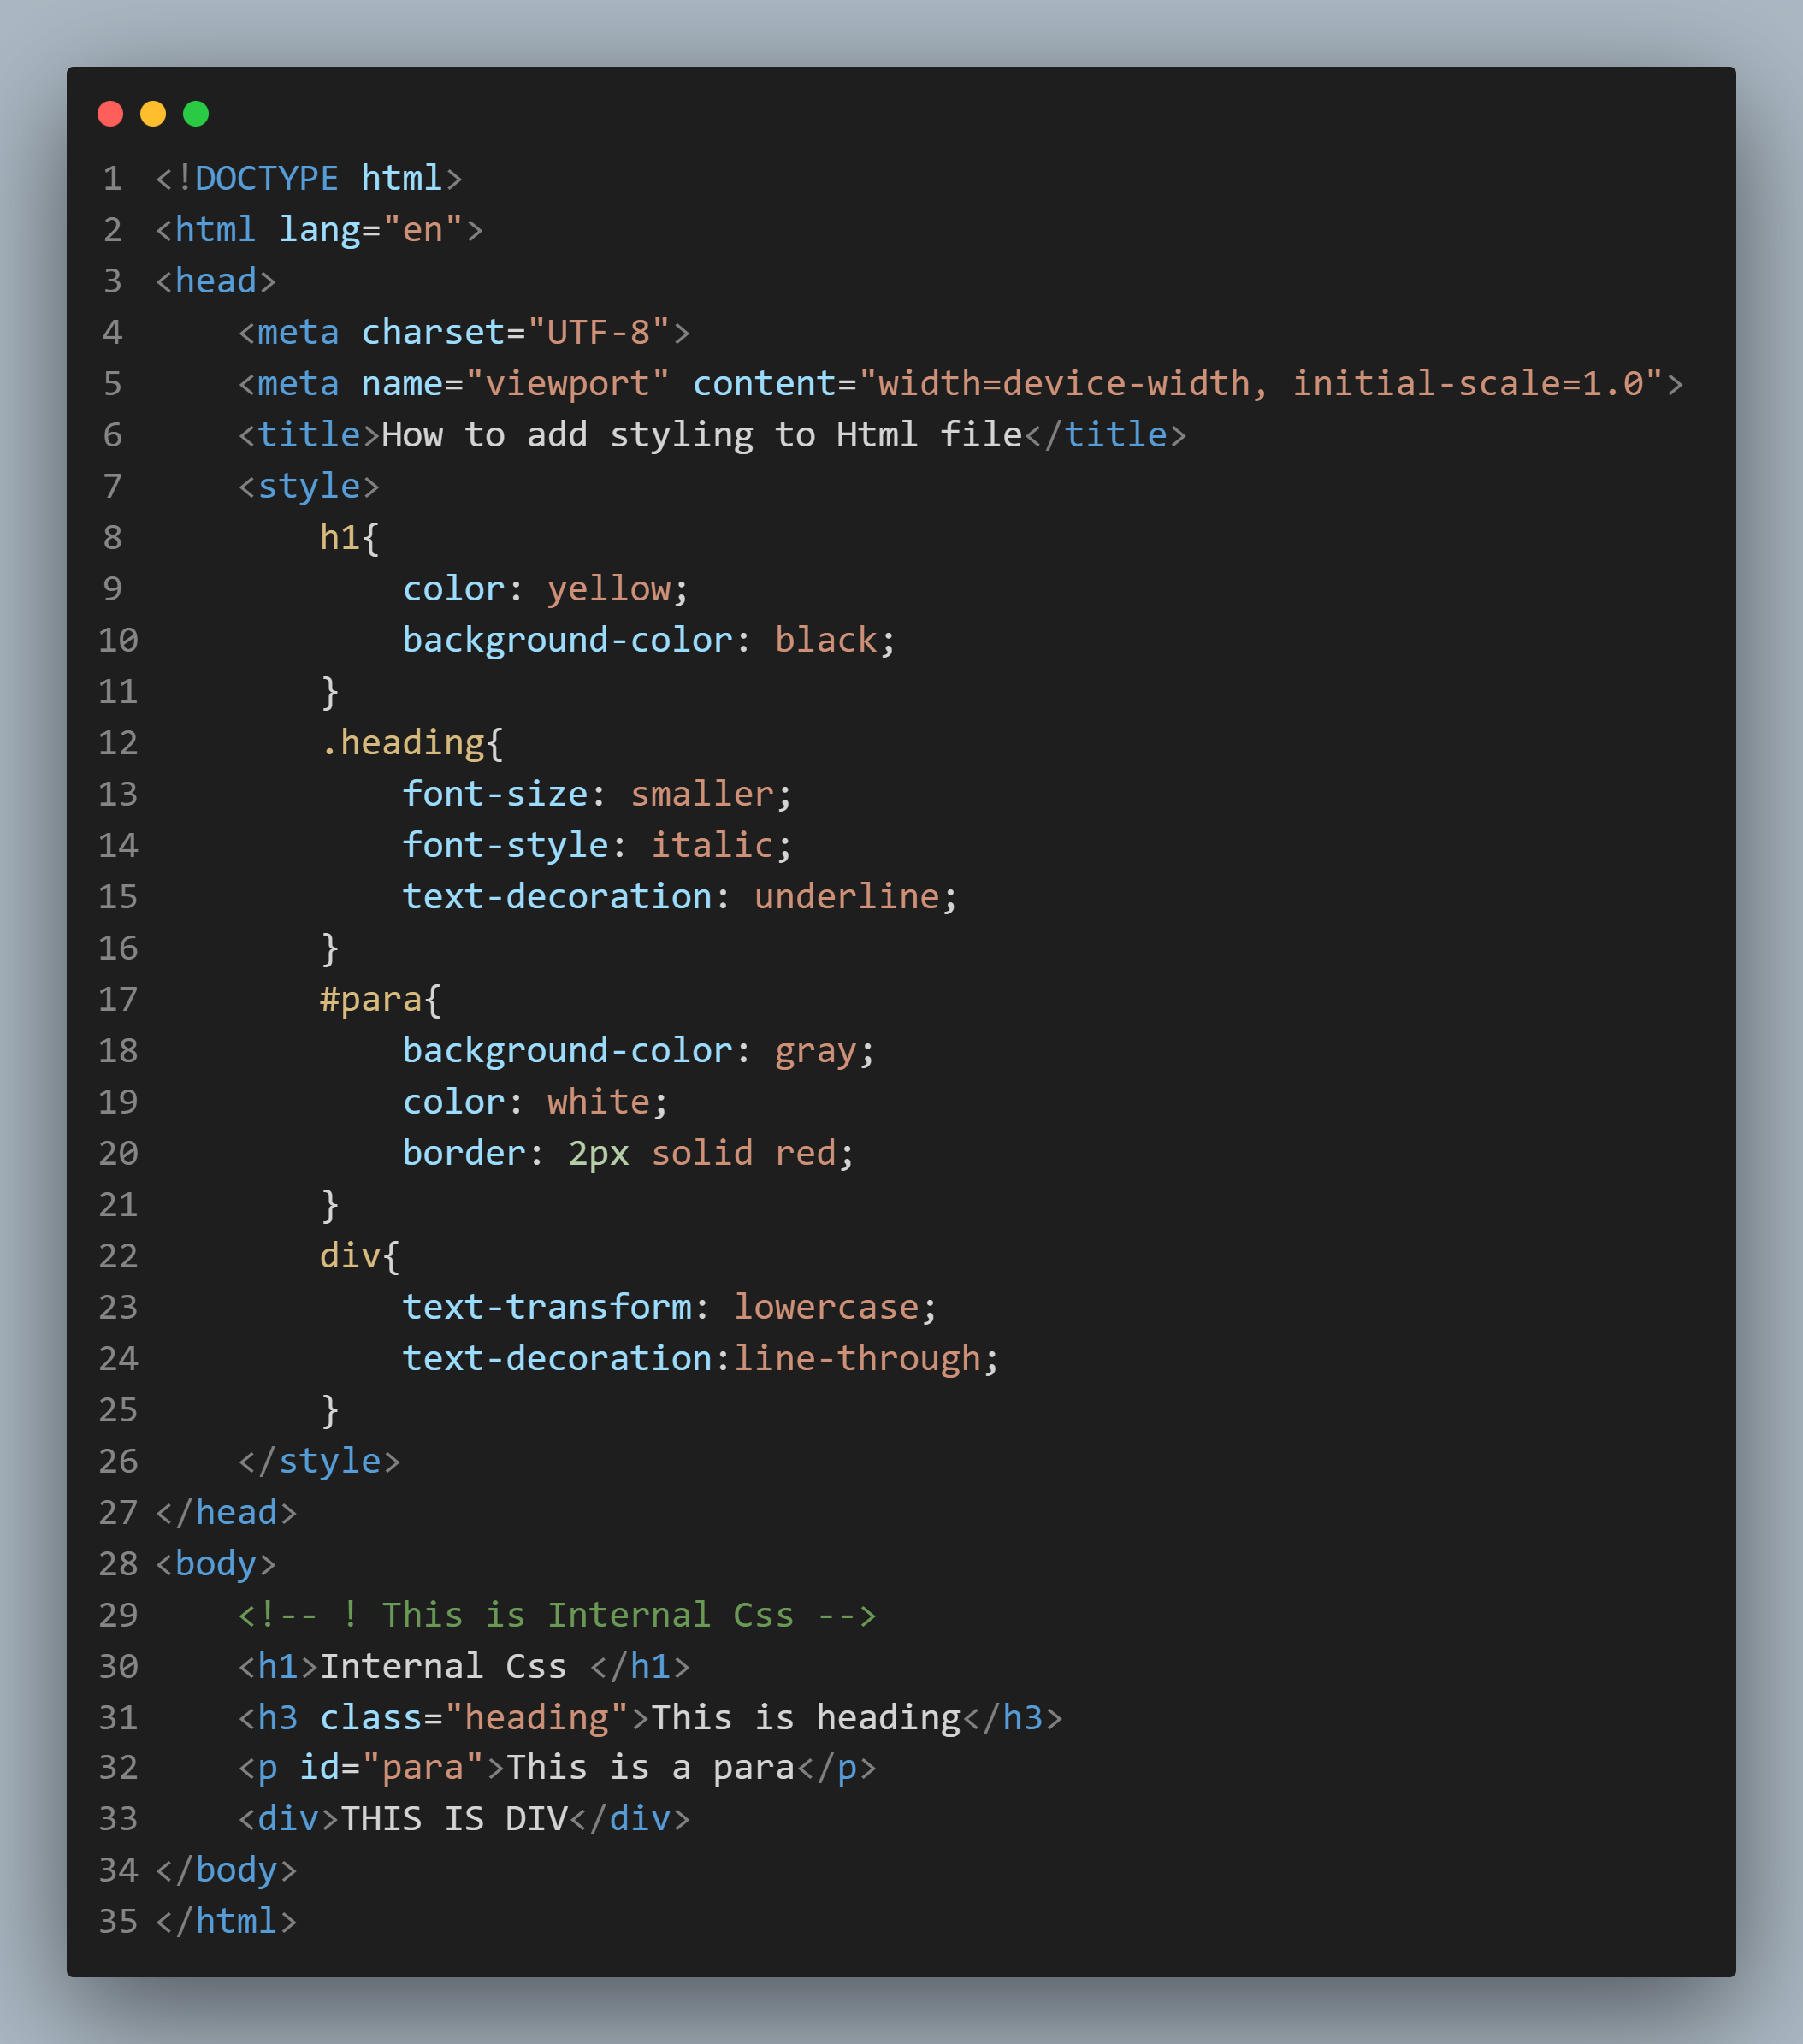 1 <!DOCTYPE html>
2 <html lang="en">
3 <head>
4     <meta charset="UTF-8">
5     <meta name="viewport" content="width=device-width, initial-scale=1.0">
6     <title>How to add styling to Html file</title>
7     <style>
8         h1{
9             color: yellow;
10             background-color: black;
11         }
12         .heading{
13             font-size: smaller;
14             font-style: italic;
15             text-decoration: underline;
16         }
17         #para{
18             background-color: gray;
19             color: white;
20             border: 2px solid red;
21         }
22         div{
23             text-transform: lowercase;
24             text-decoration:line-through;
25         }
26     </style>
27 </head>
28 <body>
29     <!-- ! This is Internal Css -->
30     <h1>Internal Css </h1>
31     <h3 class="heading">This is heading</h3>
32     <p id="para">This is a para</p>
33     <div>THIS IS DIV</div>
34 </body>
35 </html>